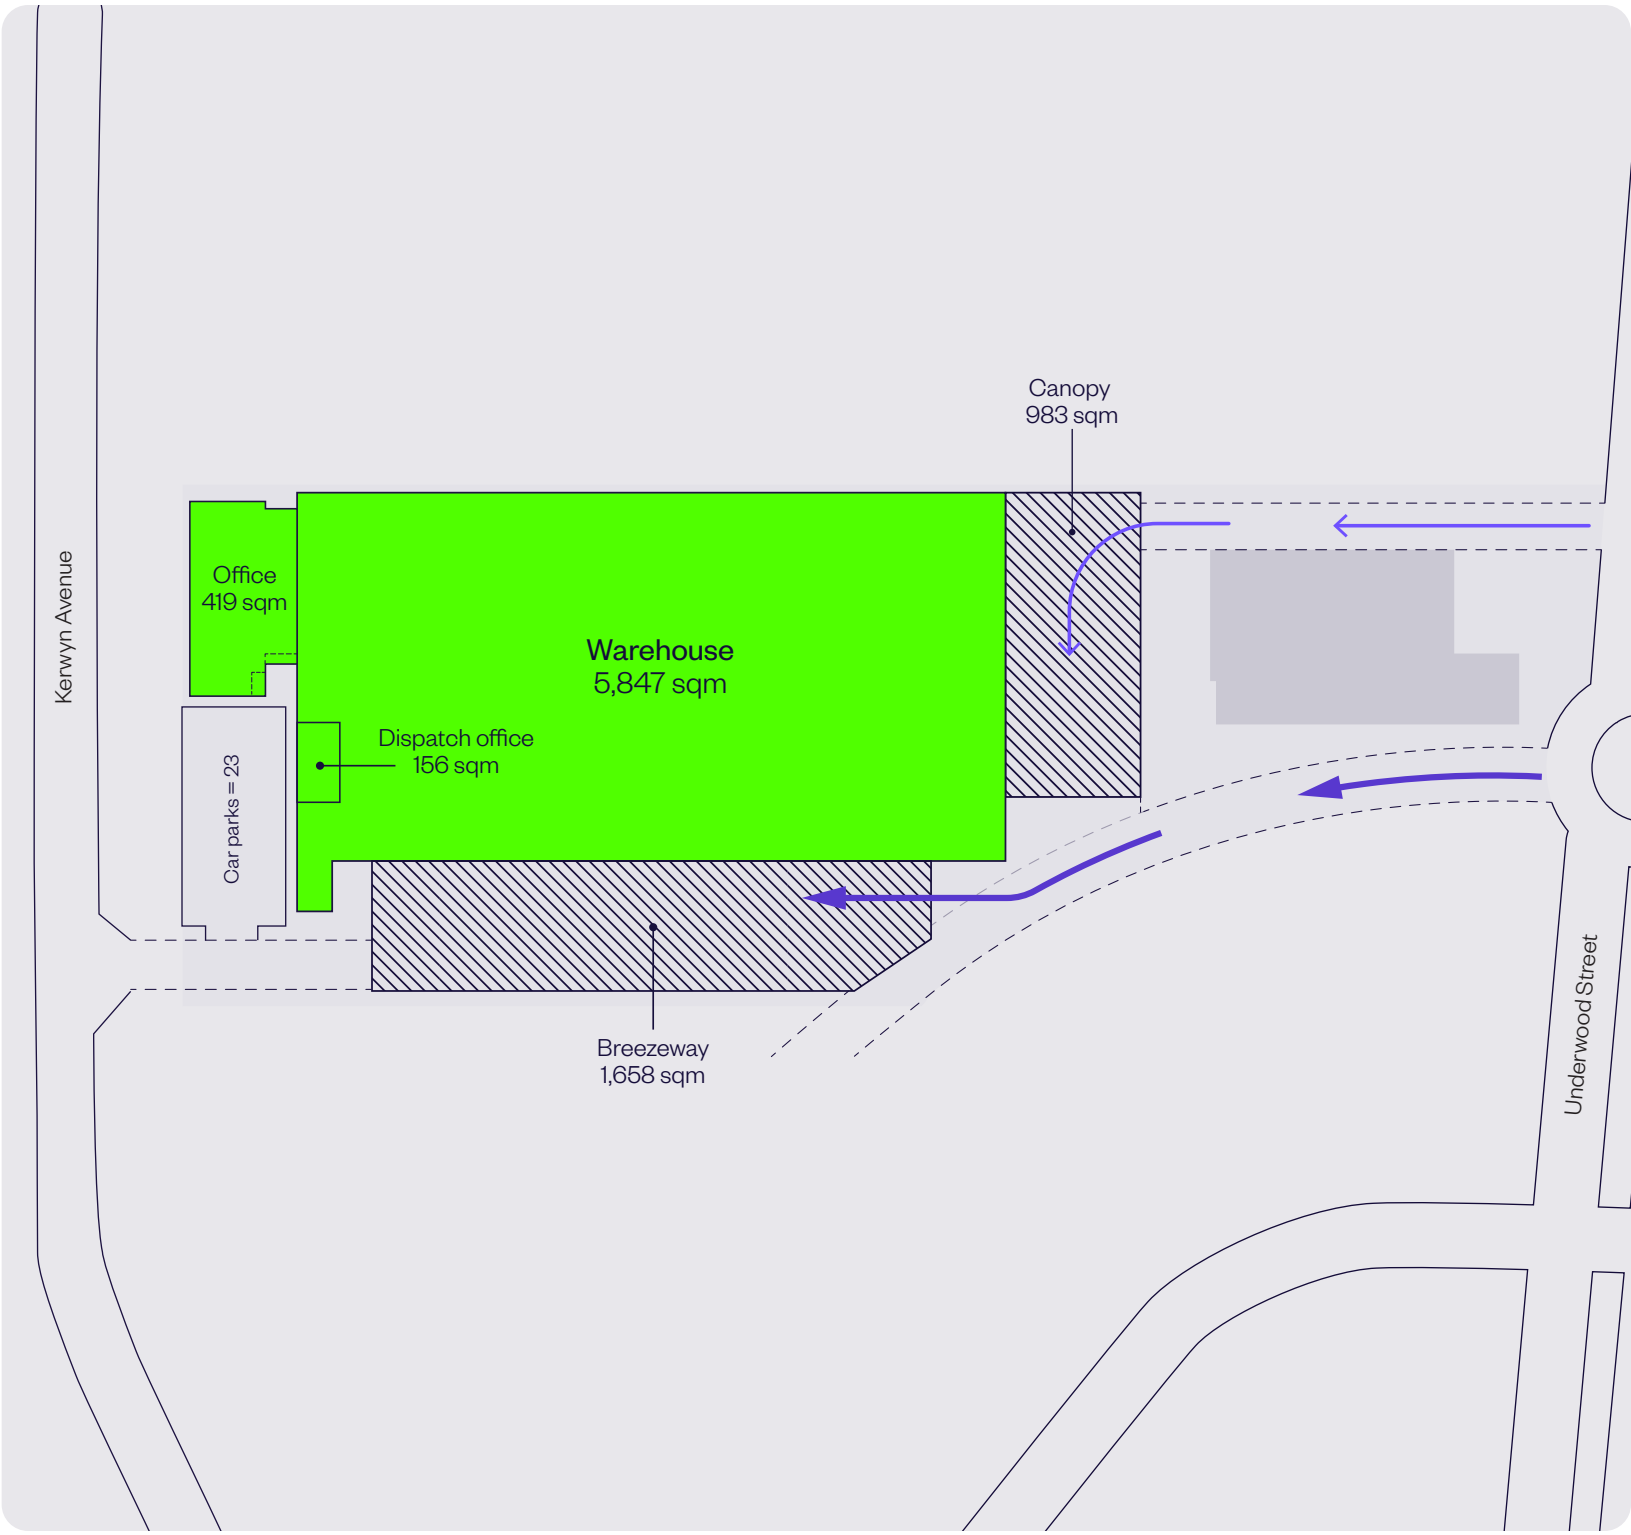 Canopy
983 sqm
Office
419 sqm
Warehouse
5,847 sqm
Kerwyn Avenue
Dispatch office
156 sqm
Car parks = 23
Breezeway
1,658 sqm
Underwood Street